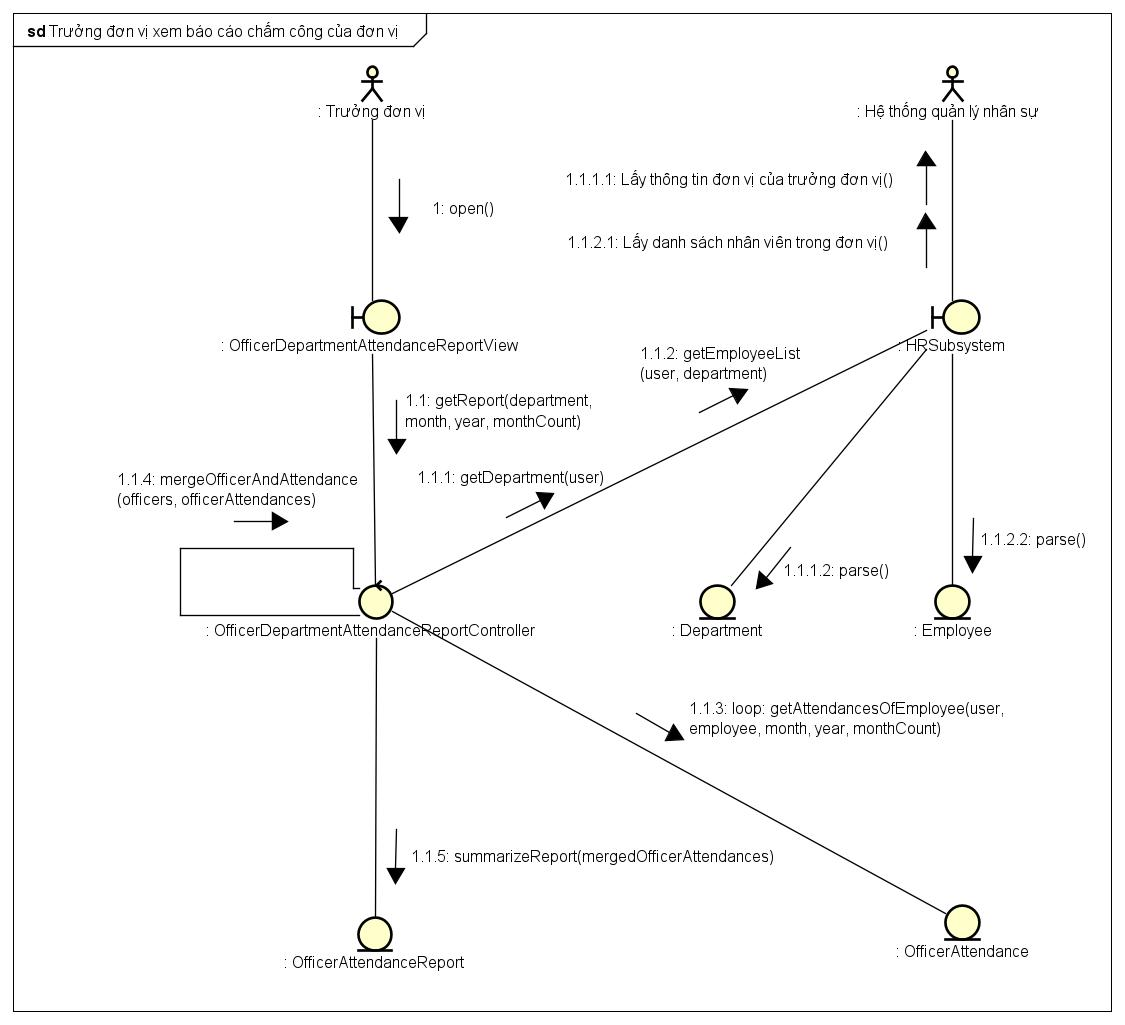 sd Trưởng đơn vị xem báo cáo chấm công của đơn vị
: Trưởng đơn vị
: Hệ thống quản lý nhân sự
1.1.1.1: Lấy thông tin đơn vị của trưởng đơn vị()
1: open()
1.1.2.1: Lấy danh sách nhân viên trong đơn vị()
: OfficerDepartmentAttendanceReportView
: HRSubsystem
1.1.2: getEmployeeList
(user, department)
1.1: getReport(department,
month, year, monthCount)
1.1.1: getDepartment(user)
1.1.4: mergeOfficerAndAttendance
(officers, officerAttendances)
1.1.2.2: parse()
1.1.1.2: parse()
: OfficerDepartmentAttendanceReportController
: Department
: Employee
1.1.3: loop: getAttendancesOfEmployee(user,
employee, month, year, monthCount)
1.1.5: summarizeReport(mergedOfficerAttendances)
: OfficerAttendanceReport
: OfficerAttendance